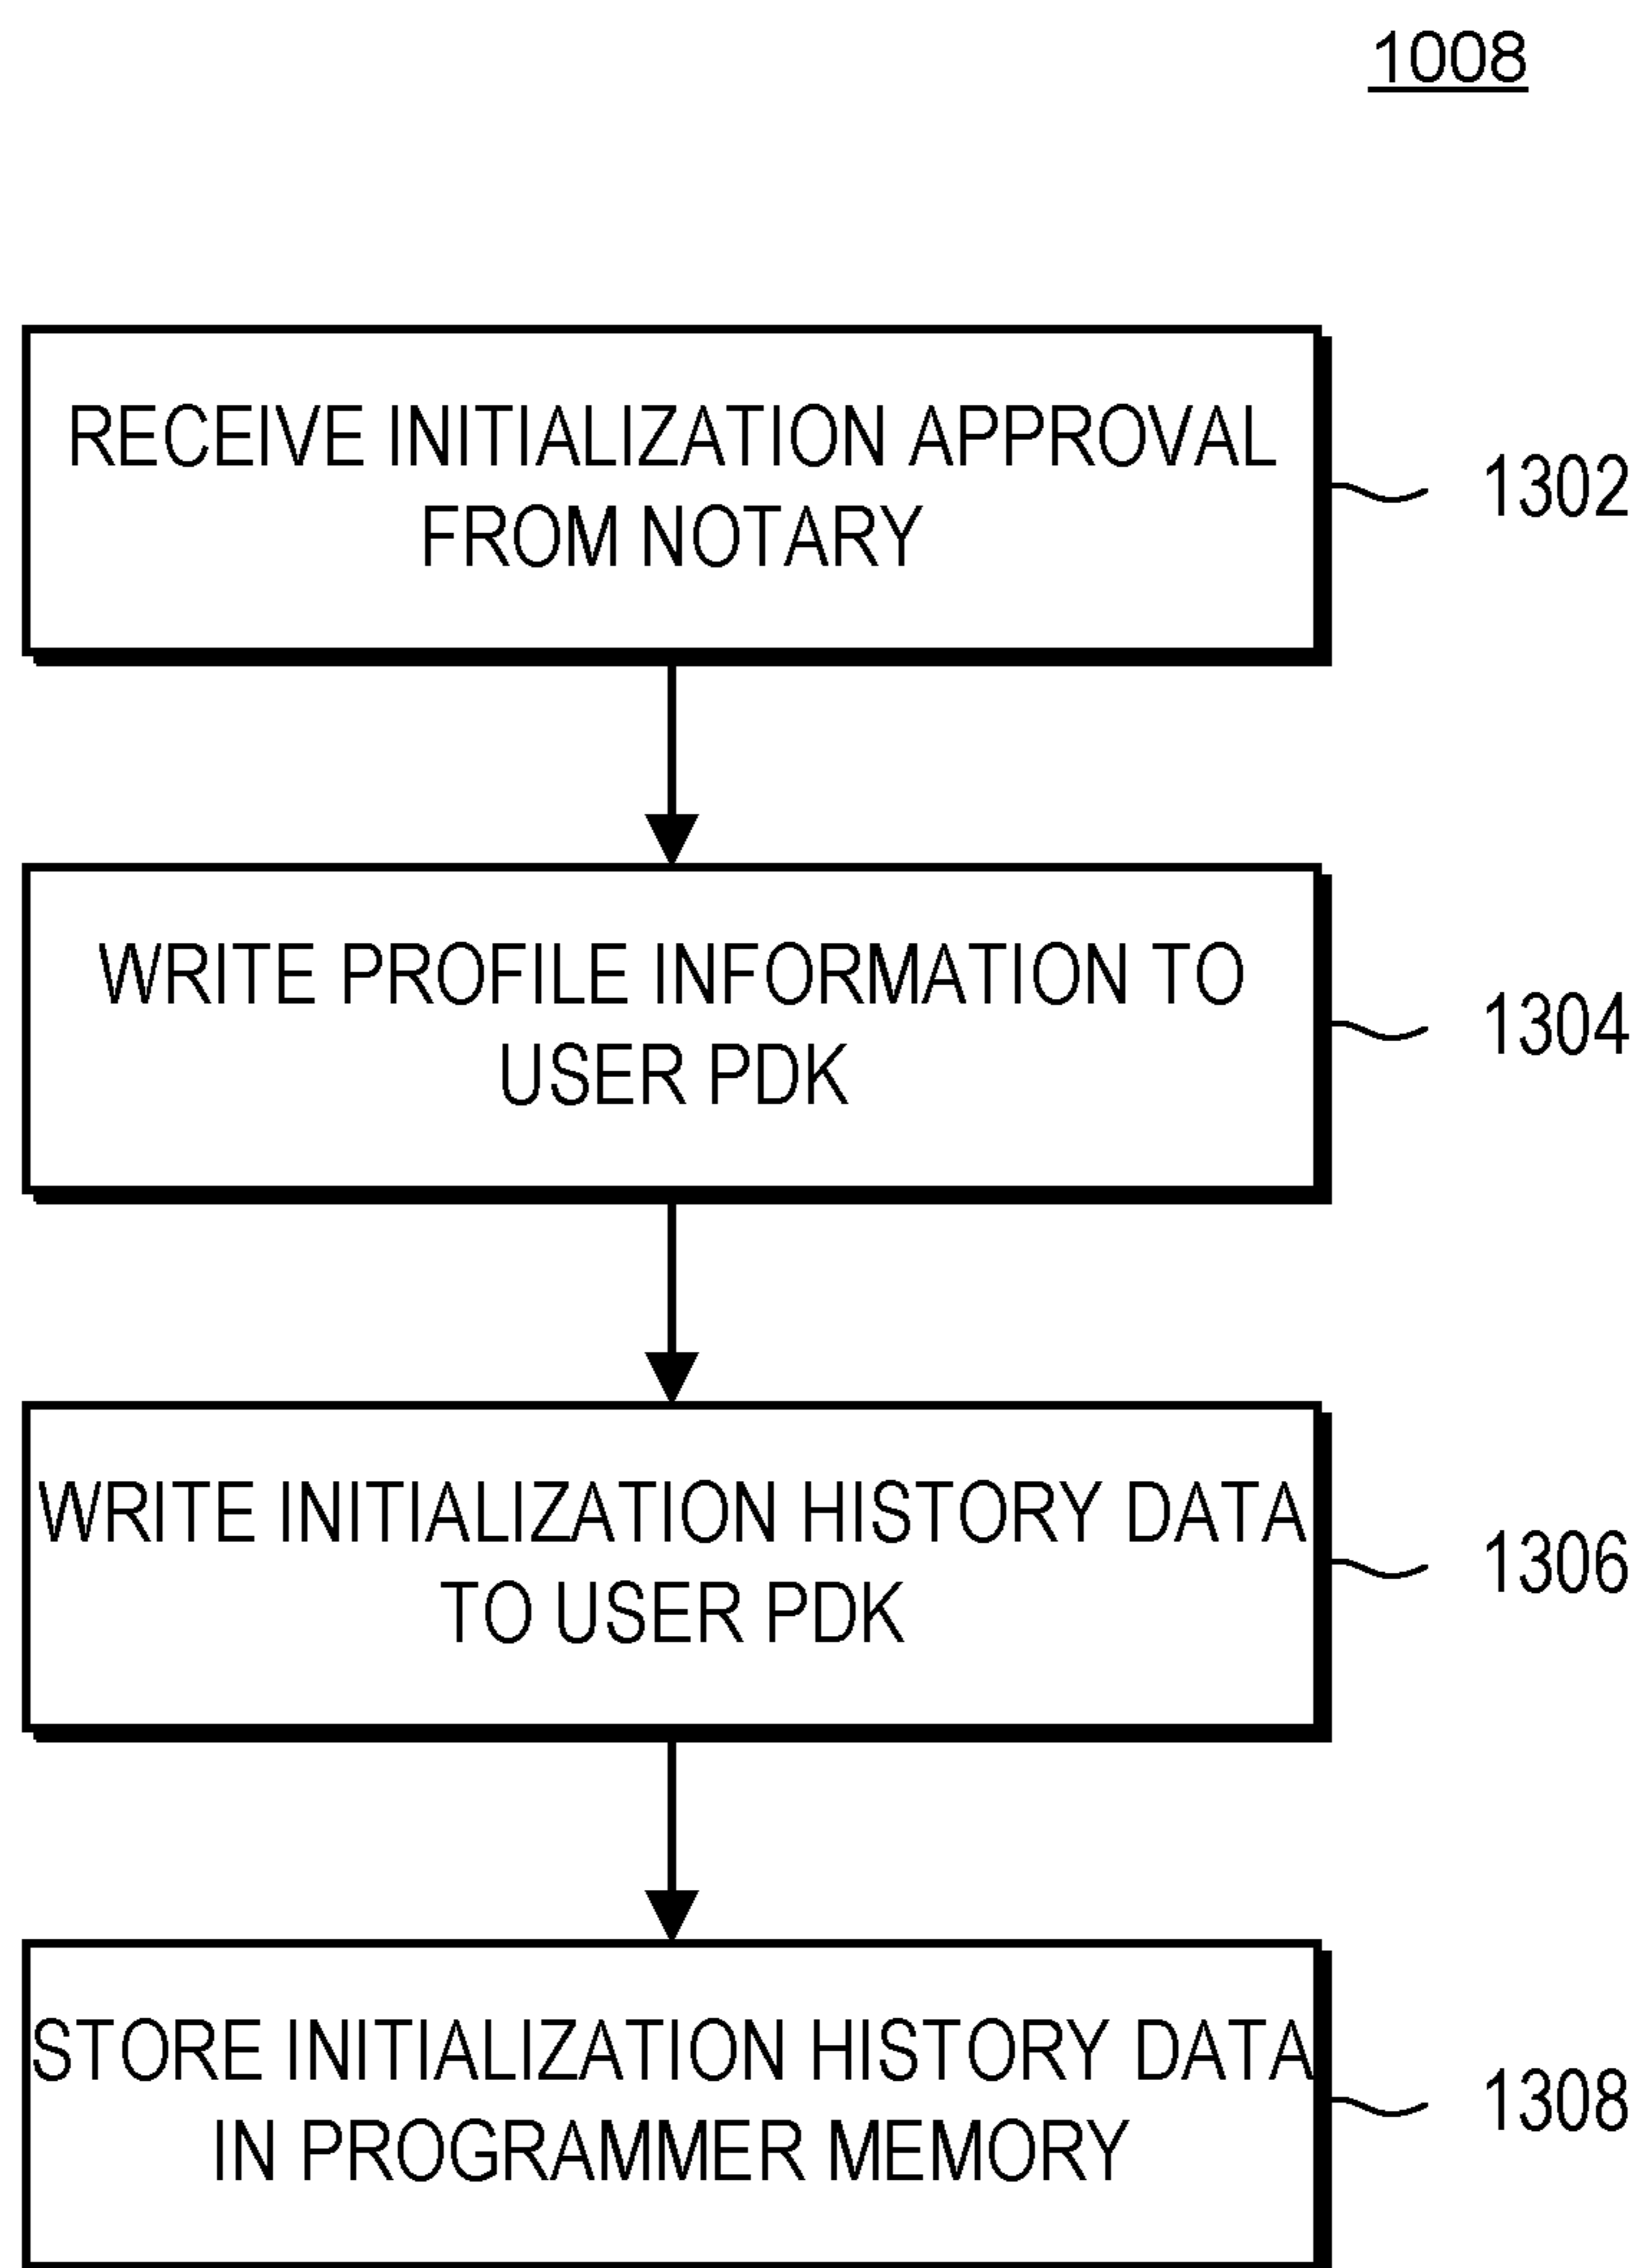 1008
RECEIVE INITIALIZATION APPROVAL
FROM NOTARY
1302
WRITE PROFILE INFORMATION TO
USER PDK
1304
WRITE INITIALIZATION HISTORY DATA
TO USER PDK
1306
STORE INITIALIZATION HISTORY DATA
IN PROGRAMMER MEMORY
1308